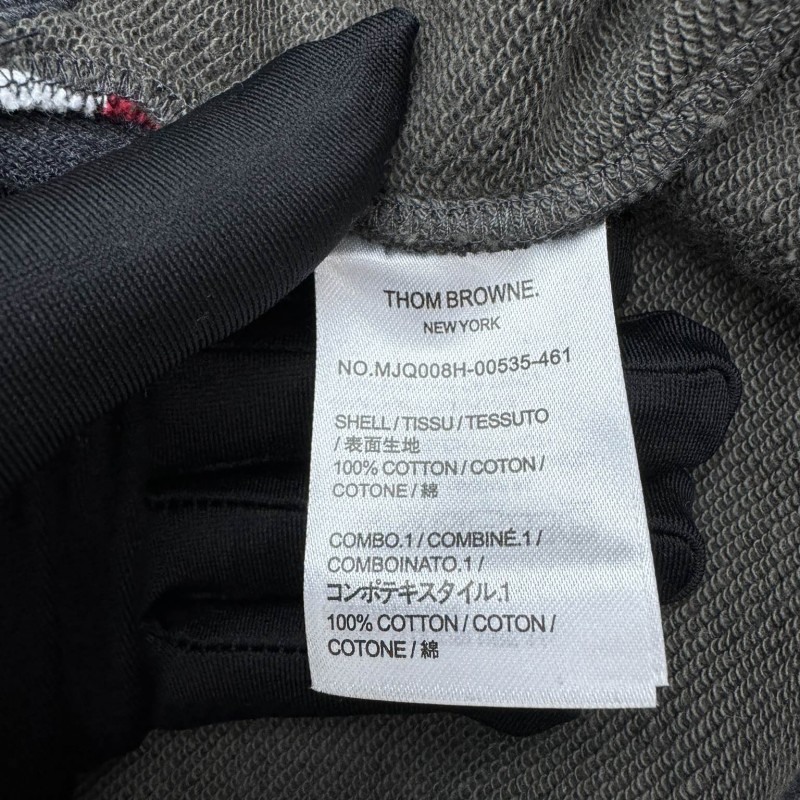 THOM BROWNE.
NEW YORK
NO.MJQ008H-00535-461
SHELL / TISSU / TESSUTO
/ 表面生地
100% COTTON / COTON /
COTONE / 綿
COMBO.1 / COMBINÉ.1 /
COMBOINATO.1 /
コンポテキスタイル.1
100% COTTON / COTON /
COTONE / 綿